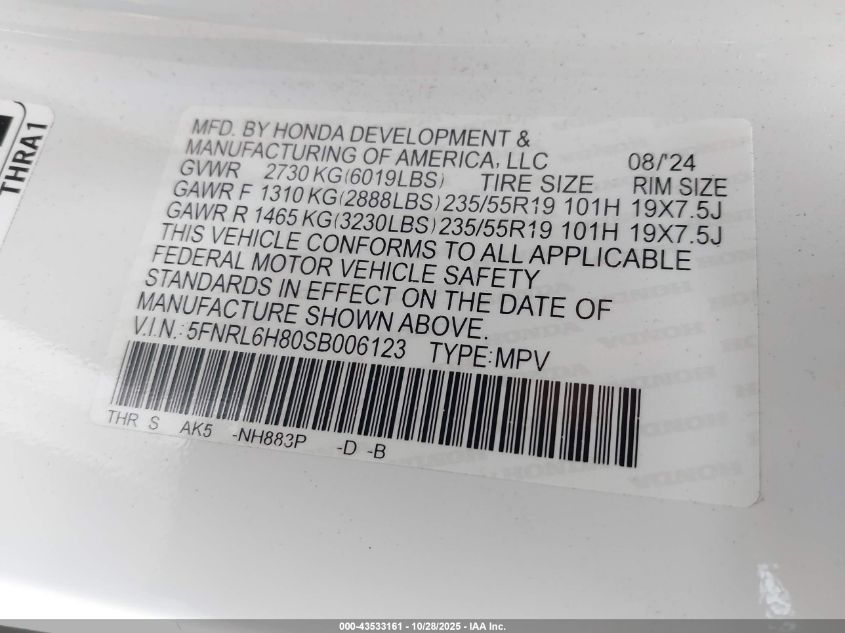 THRA1
MFD. BY HONDA DEVELOPMENT &
MANUFACTURING OF AMERICA, LLC 08/'24
GVWR 2730 KG(6019LBS) TIRE SIZE RIM SIZE
GAWR F 1310 KG(2888LBS) 235/55R19 101H 19X7.5J
GAWR R 1465 KG(3230LBS) 235/55R19 101H 19X7.5J
THIS VEHICLE CONFORMS TO ALL APPLICABLE
FEDERAL MOTOR VEHICLE SAFETY
STANDARDS IN EFFECT ON THE DATE OF
MANUFACTURE SHOWN ABOVE.
V.I.N.: 5FNRL6H80SB006123 TYPE:MPV
THR S AK5 -NH883P -D -B
000-43533161 - 10/28/2025 - IAA Inc.